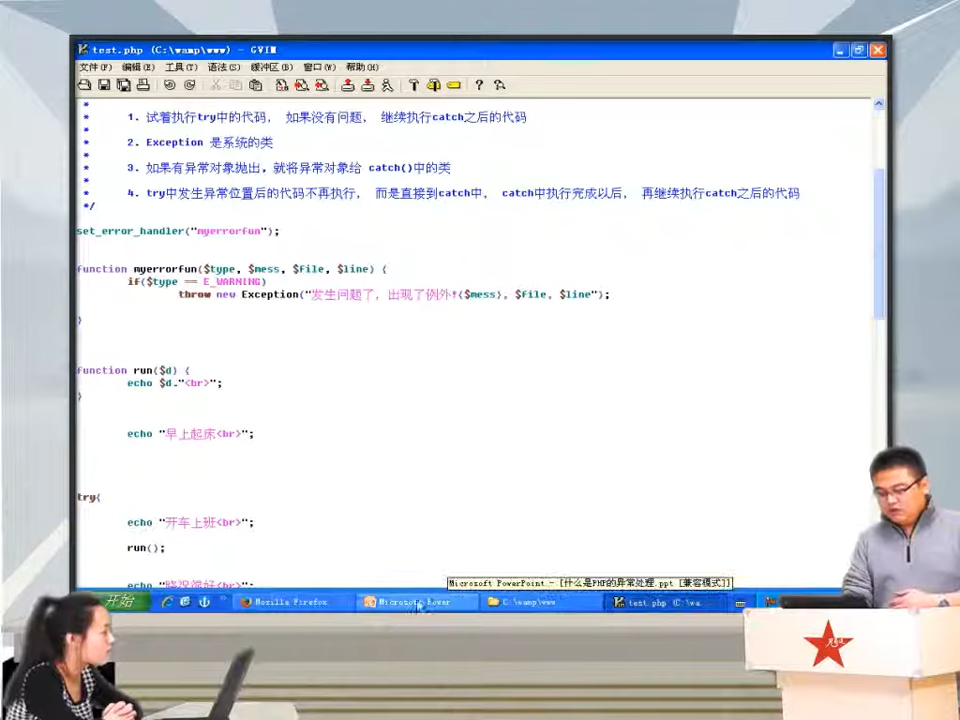 test.php (C:\wamp\www) - GVIM
文件(F) 编辑(E) 工具(T) 语法(S) 缓冲区(B) 窗口(W) 帮助(H)
*
* 1. 试着执行try中的代码， 如果没有问题， 继续执行catch之后的代码
*
* 2. Exception 是系统的类
*
* 3. 如果有异常对象抛出，就将异常对象给 catch()中的类
*
* 4. try中发生异常位置后的代码不再执行， 而是直接到catch中， catch中执行完成以后， 再继续执行catch之后的代码
*/
set_error_handler("myerrorfun");
function myerrorfun($type, $mess, $file, $line) {
if($type == E_WARNING)
throw new Exception("发生问题了，出现了例外!{$mess}, $file, $line");
}
function run($d) {
echo $d."<br>";
}
echo "早上起床<br>";
try{
echo "开车上班<br>";
run();
echo "路况很好<br>";
Microsoft PowerPoint - [什么是PHP的异常处理.ppt [兼容模式]]
开始
Mozilla Firefox
Microsoft Power
C:\wamp\www
test.php (C:\wa